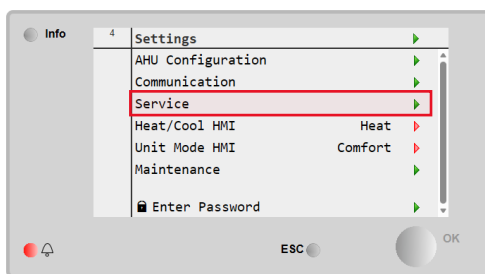 Info
4 Settings
AHU Configuration
Communication
Service
Heat/Cool HMI Heat
Unit Mode HMI Comfort
Maintenance
Enter Password
ESC
OK